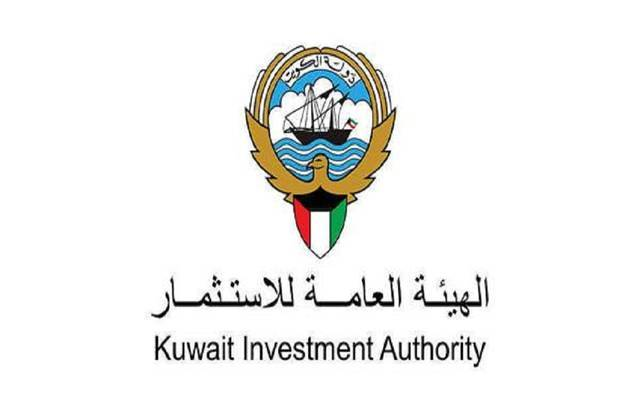 دولة الكويت
الهيئة العامة للاستثمار
Kuwait Investment Authority